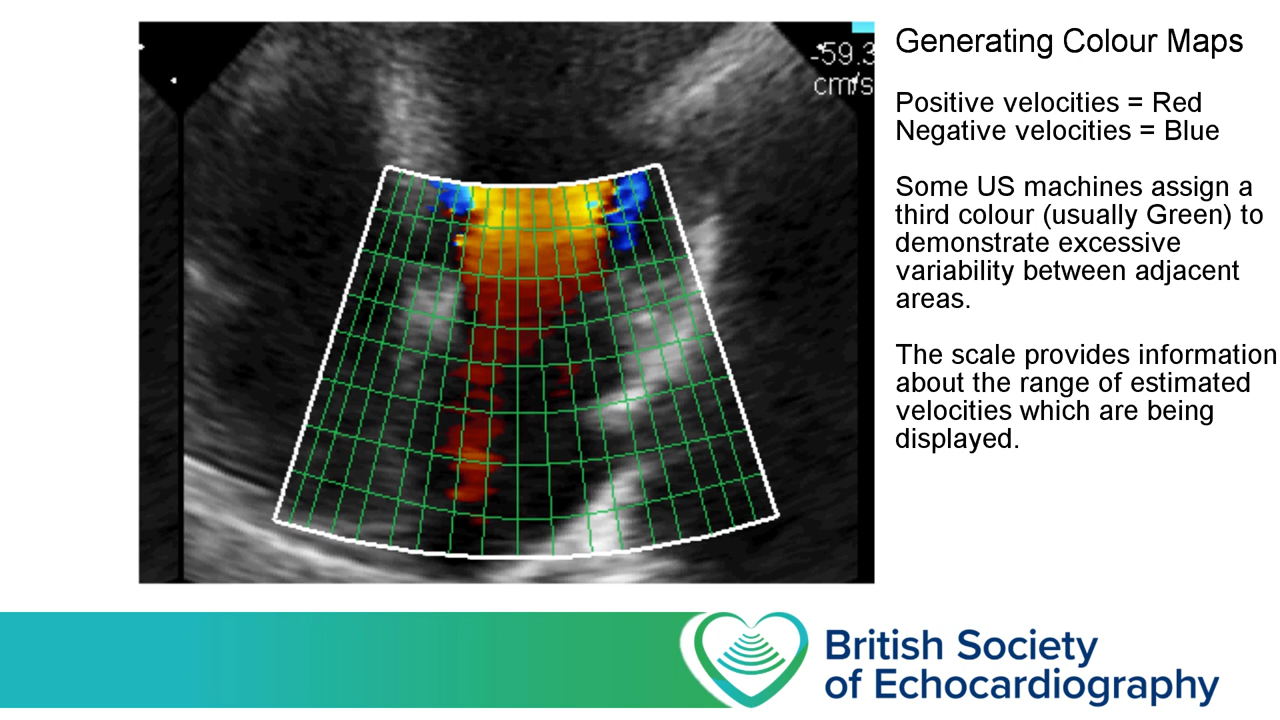 -59.3
cm/s
Generating Colour Maps
Positive velocities = Red
Negative velocities = Blue
Some US machines assign a
third colour (usually Green) to
demonstrate excessive
variability between adjacent
areas.
The scale provides information
about the range of estimated
velocities which are being
displayed.
British Society
of Echocardiography